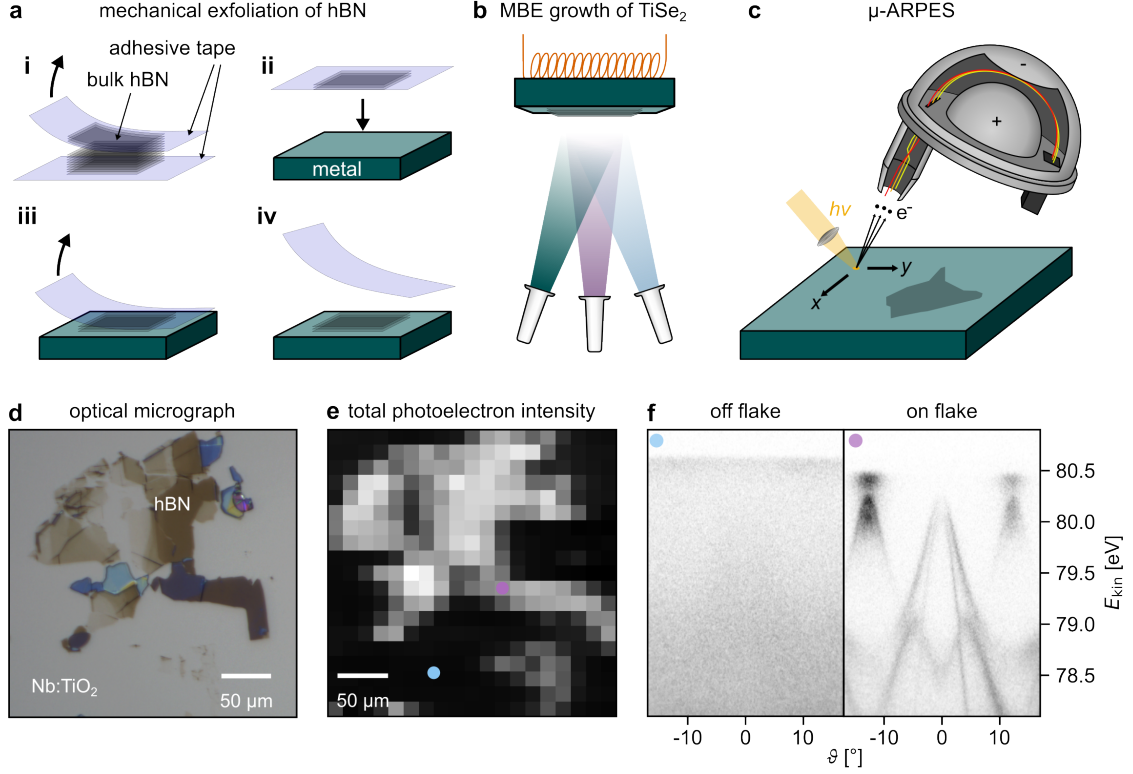 a mechanical exfoliation of hBN
i
adhesive tape
bulk hBN
ii
metal
iii
iv
b MBE growth of TiSe₂
c μ-ARPES
-
+
hν
e⁻
y
x
d optical micrograph
hBN
Nb:TiO₂
50 μm
e total photoelectron intensity
50 μm
f off flake
on flake
80.5
80.0
79.5
79.0
78.5
E_kin [eV]
-10 0 10 -10 0 10
ϑ [°]